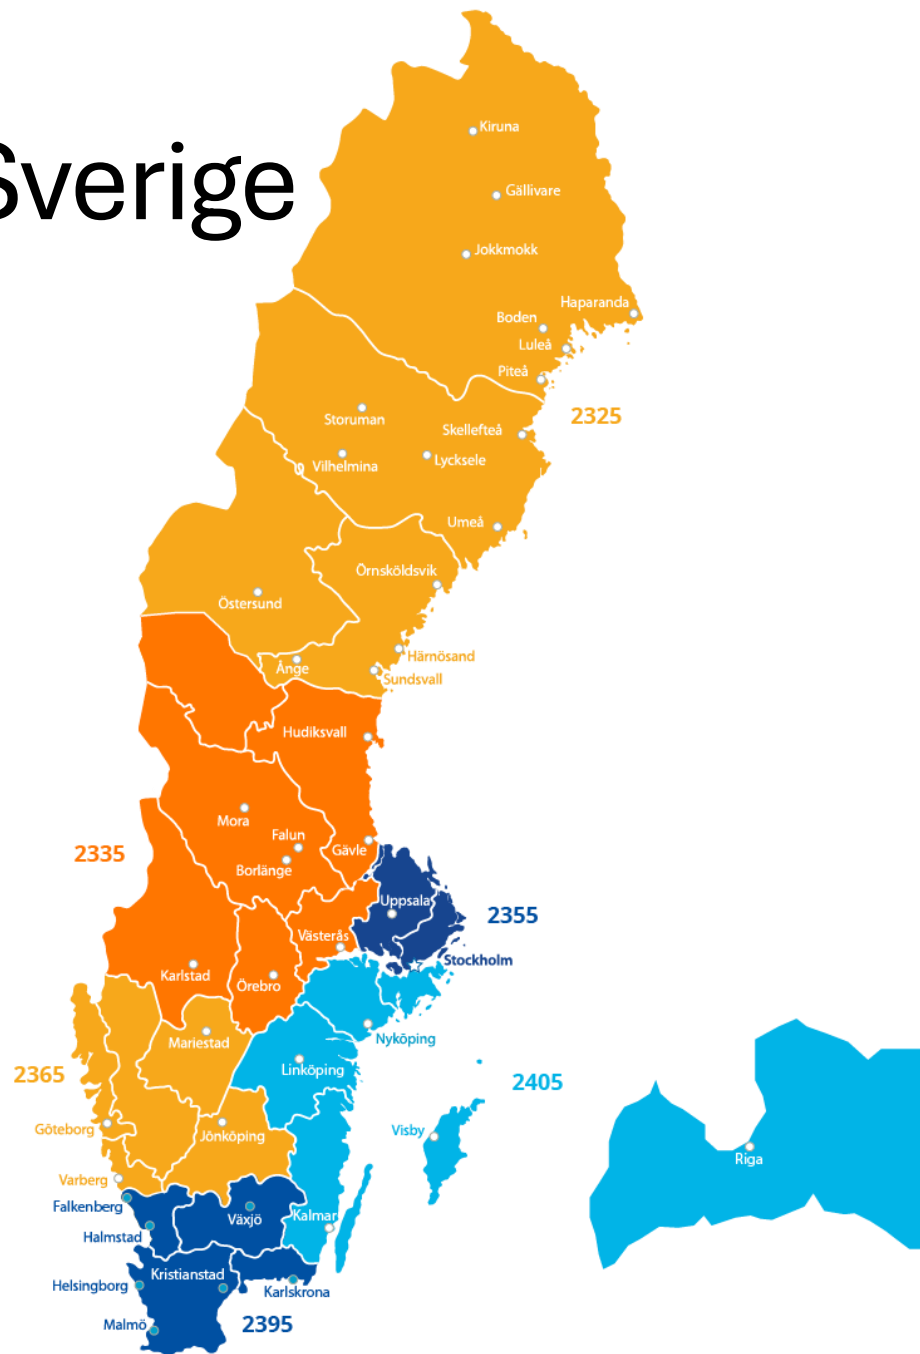 Kiruna
Sverige
Gällivare
Jokkmokk
Haparanda
Boden
Luleå
Piteå
2325
Storuman
Skellefteå
Vilhelmina
Lycksele
Umeå
Örnsköldsvik
Östersund
Härnösand
Ånge
Sundsvall
Hudiksvall
Mora
Falun
2335
Gävle
Borlänge
Uppsala
2355
Västerås
Stockholm
Karlstad
Örebro
Nyköping
Mariestad
Linköping
2365
2405
Göteborg
Jönköping
Visby
Riga
Varberg
Falkenberg
Växjö
Kalmar
Halmstad
Kristianstad
Helsingborg
Karlskrona
Malmö
2395